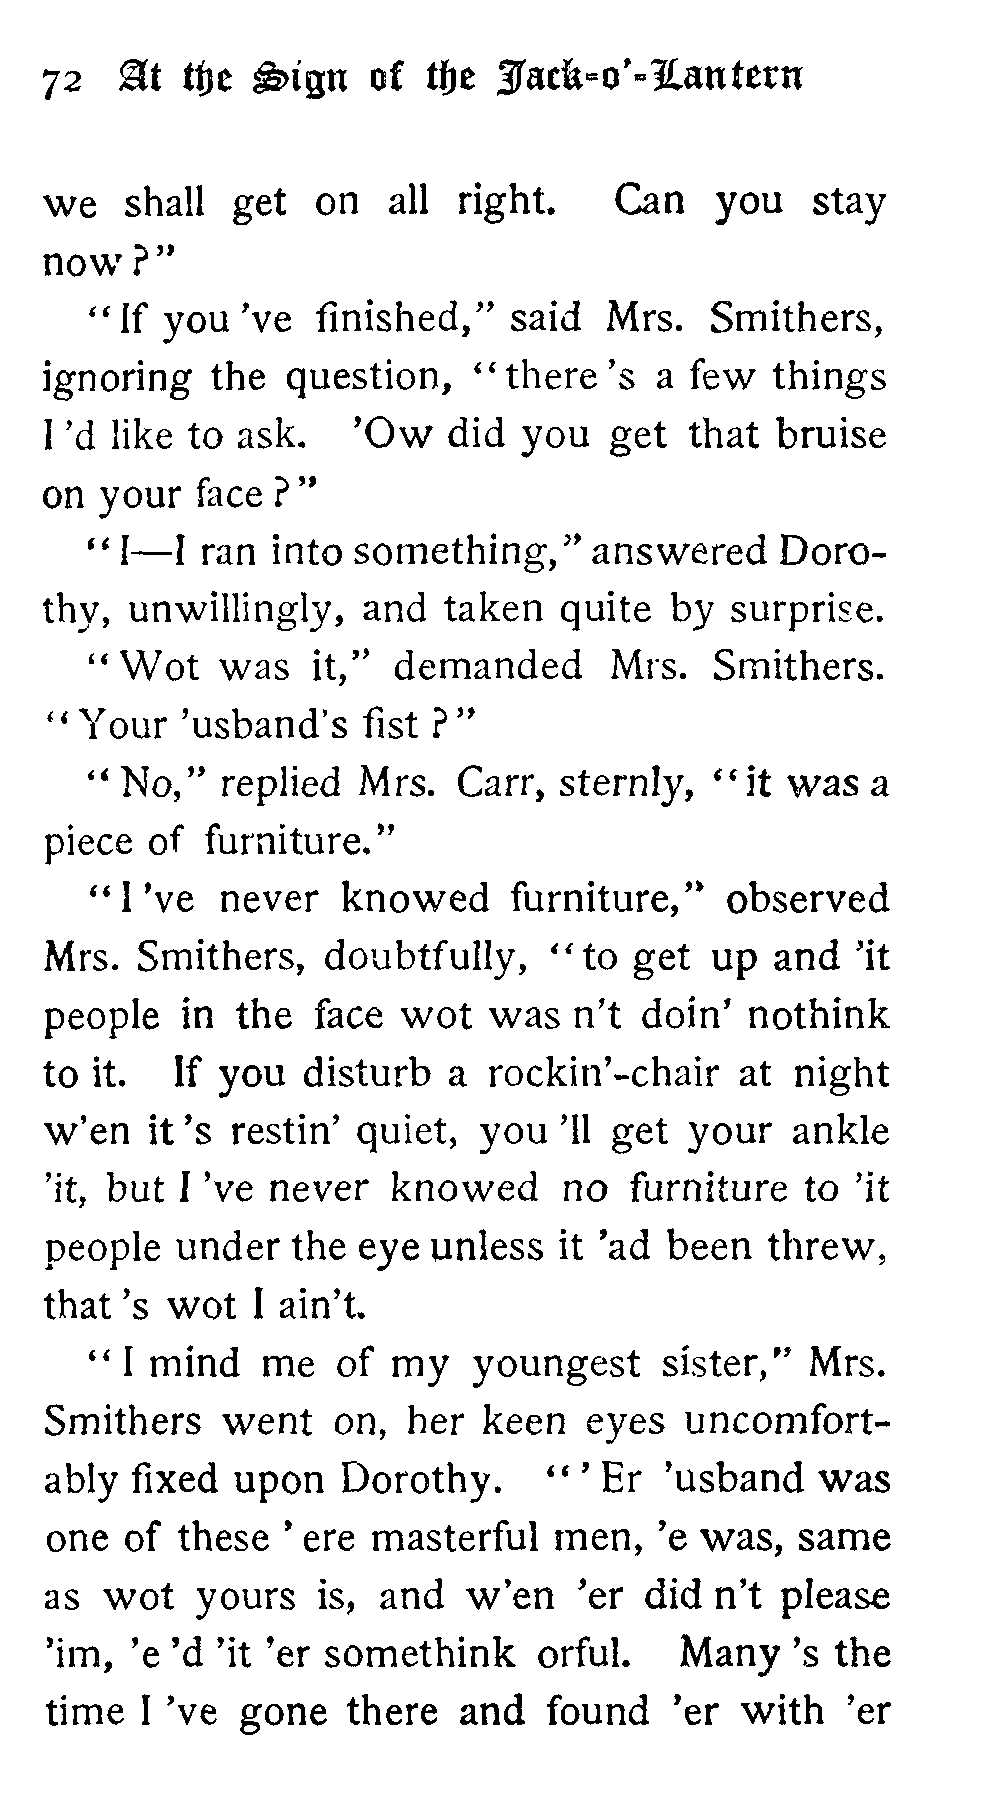 72 At the Sign of the Jack-o'-Lantern
we shall get on all right. Can you stay
now?"
"If you 've finished," said Mrs. Smithers,
ignoring the question, "there 's a few things
I 'd like to ask. 'Ow did you get that bruise
on your face?"
"I—I ran into something," answered Doro-
thy, unwillingly, and taken quite by surprise.
"Wot was it," demanded Mrs. Smithers.
"Your 'usband's fist?"
"No," replied Mrs. Carr, sternly, "it was a
piece of furniture."
"I 've never knowed furniture," observed
Mrs. Smithers, doubtfully, "to get up and 'it
people in the face wot was n't doin' nothink
to it. If you disturb a rockin'-chair at night
w'en it 's restin' quiet, you 'll get your ankle
'it, but I 've never knowed no furniture to 'it
people under the eye unless it 'ad been threw,
that 's wot I ain't.
"I mind me of my youngest sister," Mrs.
Smithers went on, her keen eyes uncomfort-
ably fixed upon Dorothy. "'Er 'usband was
one of these 'ere masterful men, 'e was, same
as wot yours is, and w'en 'er did n't please
'im, 'e 'd 'it 'er somethink orful. Many 's the
time I 've gone there and found 'er with 'er